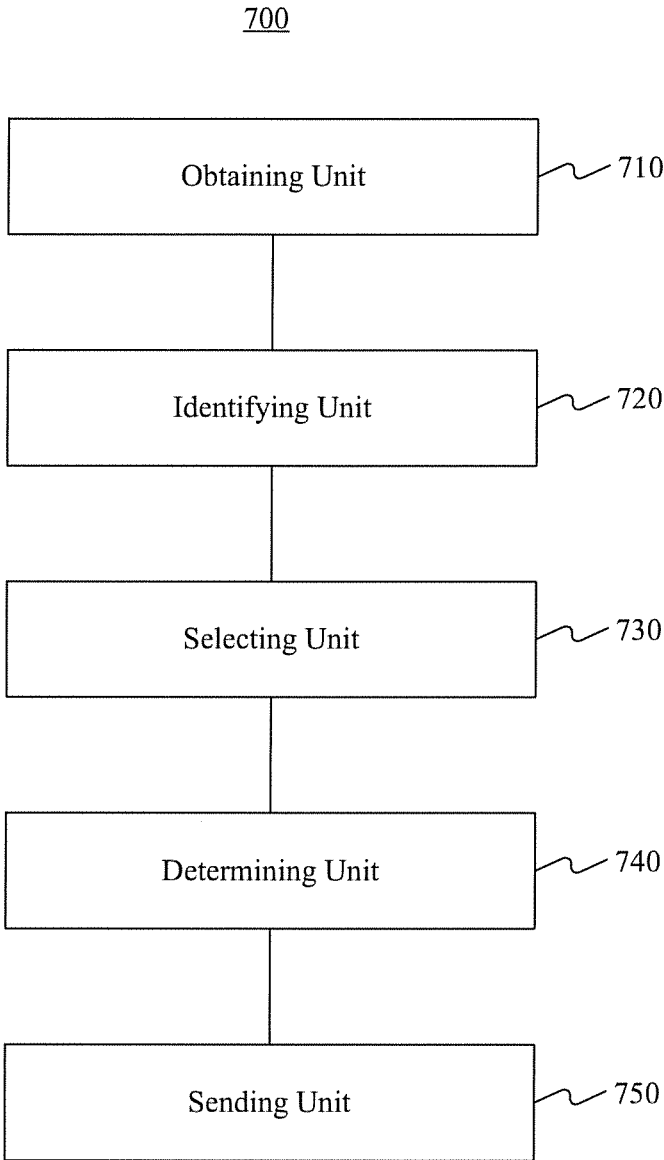 700
Obtaining Unit
710
Identifying Unit
720
Selecting Unit
730
Determining Unit
740
Sending Unit
750